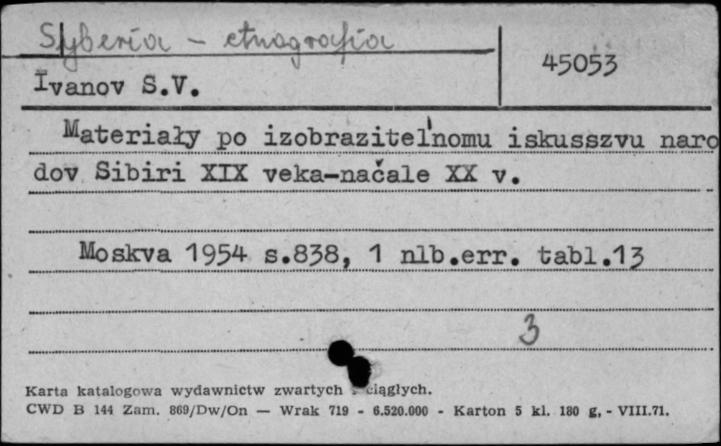 Syberia - etnografia
45053
Ivanov S.V.
Materiały po izobrazitel'nomu iskusszvu naro
dov Sibiri XIX veka-načale XX v.
Moskva 1954 s.838, 1 nlb.err. tabl.13
3
Karta katalogowa wydawnictw zwartych i ciągłych.
CWD B 144 Zam. 869/Dw/On — Wrak 719 - 6.520.000 - Karton 5 kl. 180 g, - VIII.71.